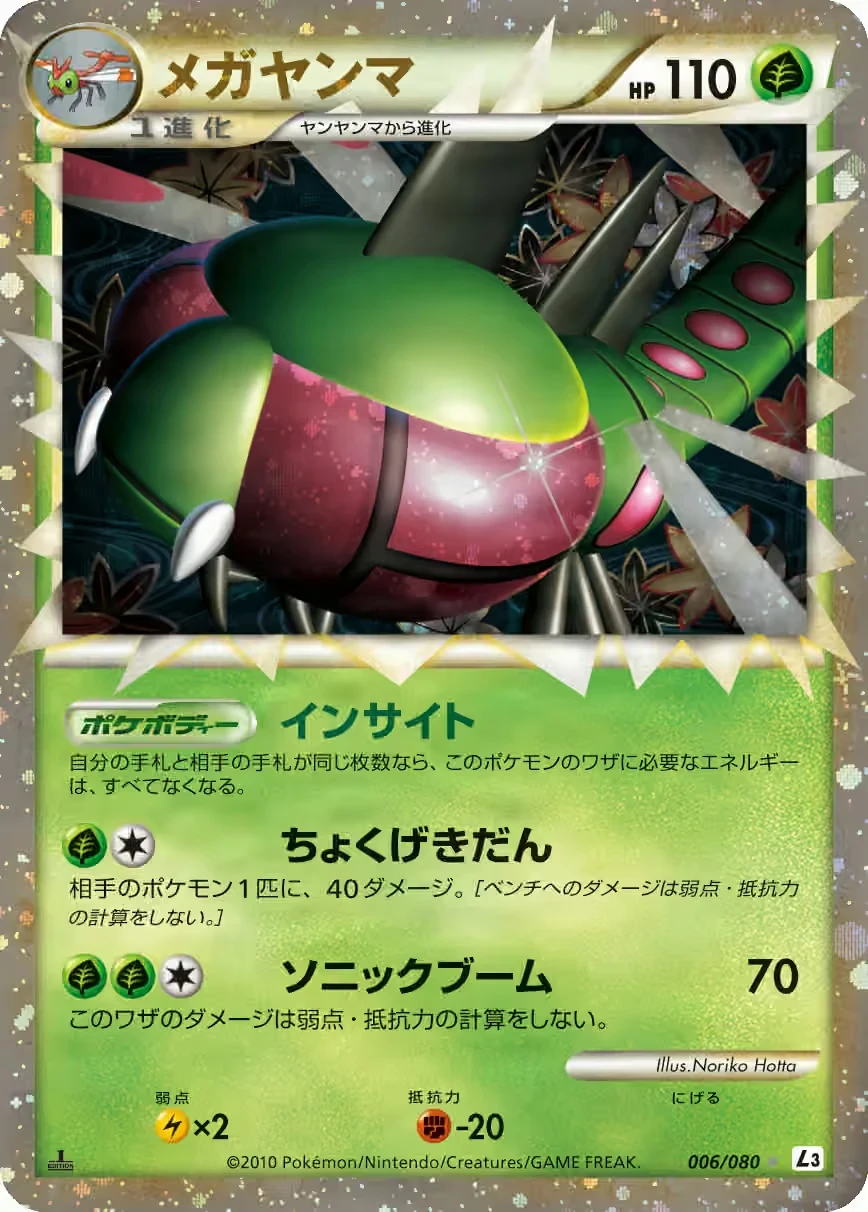 メガヤンマ HP 110
1進化 ヤンヤンマから進化
ポケボディー インサイト
自分の手札と相手の手札が同じ枚数なら、このポケモンのワザに必要なエネルギー
は、すべてなくなる。
ちょくげきだん
相手のポケモン1匹に、40ダメージ。[ベンチへのダメージは弱点・抵抗力
の計算をしない。]
ソニックブーム 70
このワザのダメージは弱点・抵抗力の計算をしない。
Illus.Noriko Hotta
弱点 抵抗力 にげる
×2 -20
1 EDITION ©2010 Pokémon/Nintendo/Creatures/GAME FREAK. 006/080 L3